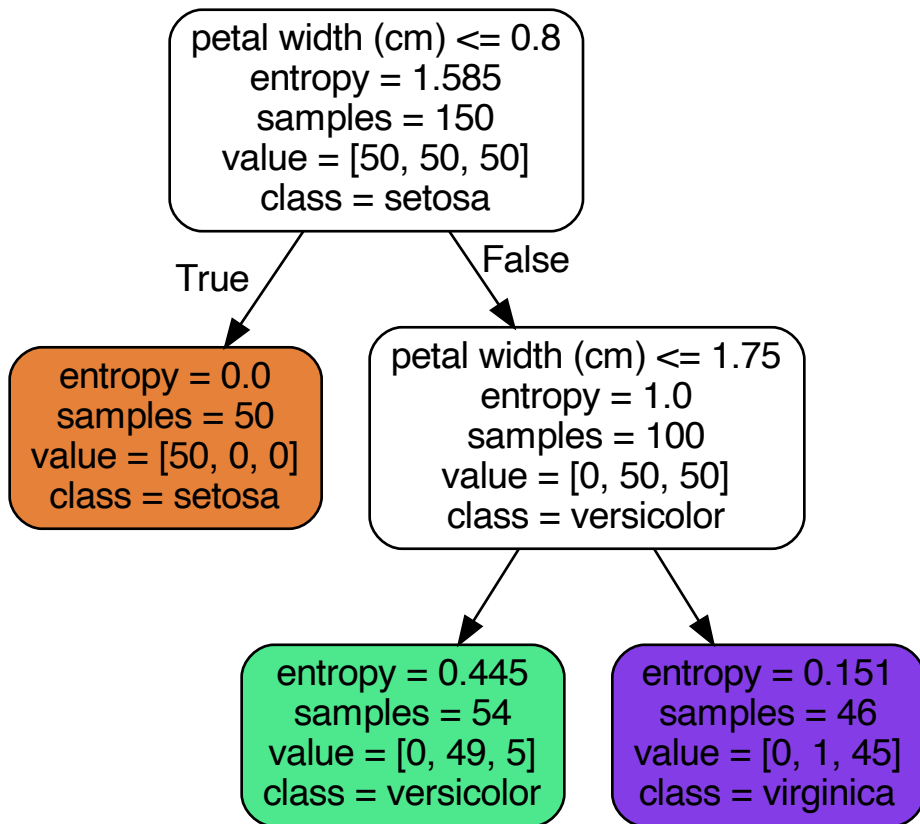 petal width (cm) <= 0.8
entropy = 1.585
samples = 150
value = [50, 50, 50]
class = setosa
True
False
entropy = 0.0
samples = 50
value = [50, 0, 0]
class = setosa
petal width (cm) <= 1.75
entropy = 1.0
samples = 100
value = [0, 50, 50]
class = versicolor
entropy = 0.445
samples = 54
value = [0, 49, 5]
class = versicolor
entropy = 0.151
samples = 46
value = [0, 1, 45]
class = virginica